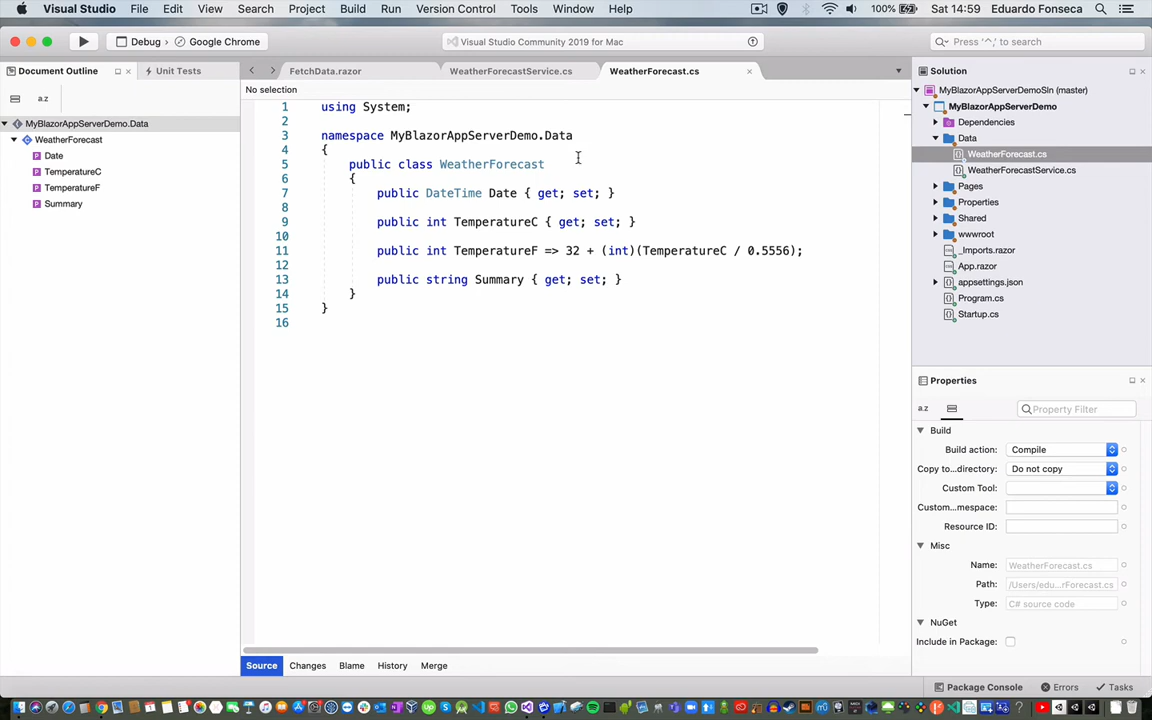 Visual Studio File Edit View Search Project Build Run Version Control Tools Window Help 100% Sat 14:59 Eduardo Fonseca
Debug Google Chrome Visual Studio Community 2019 for Mac Press '^,' to search
Document Outline Unit Tests FetchData.razor WeatherForecastService.cs WeatherForecast.cs Solution
No selection
a.z
MyBlazorAppServerDemo.Data
WeatherForecast
Date
TemperatureC
TemperatureF
Summary
1 using System;
2
3 namespace MyBlazorAppServerDemo.Data
4 {
5 public class WeatherForecast
6 {
7 public DateTime Date { get; set; }
8
9 public int TemperatureC { get; set; }
10
11 public int TemperatureF => 32 + (int)(TemperatureC / 0.5556);
12
13 public string Summary { get; set; }
14 }
15 }
16
MyBlazorAppServerDemoSln (master)
MyBlazorAppServerDemo
Dependencies
Data
WeatherForecast.cs
WeatherForecastService.cs
Pages
Properties
Shared
wwwroot
_Imports.razor
App.razor
appsettings.json
Program.cs
Startup.cs
Properties
a.z Property Filter
Build
Build action: Compile
Copy to...directory: Do not copy
Custom Tool:
Custom...mespace:
Resource ID:
Misc
Name: WeatherForecast.cs
Path: /Users/edu...rForecast.cs
Type: C# source code
NuGet
Include in Package:
Source Changes Blame History Merge
Package Console Errors Tasks